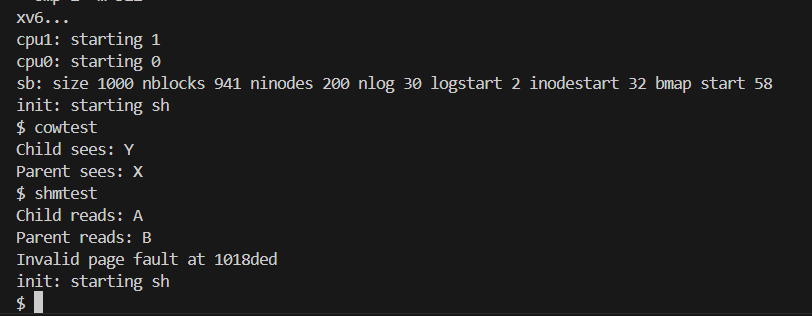 xv6...
cpu1: starting 1
cpu0: starting 0
sb: size 1000 nblocks 941 ninodes 200 nlog 30 logstart 2 inodestart 32 bmap start 58
init: starting sh
$ cowtest
Child sees: Y
Parent sees: X
$ shmtest
Child reads: A
Parent reads: B
Invalid page fault at 1018ded
init: starting sh
$